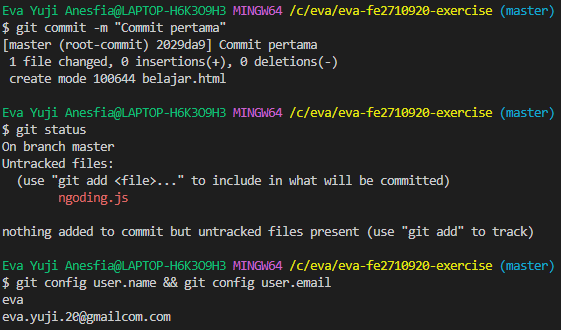 Eva Yuji Anesfia@LAPTOP-H6K3O9H3 MINGW64 /c/eva/eva-fe2710920-exercise (master)
$ git commit -m "Commit pertama"
[master (root-commit) 2029da9] Commit pertama
 1 file changed, 0 insertions(+), 0 deletions(-)
 create mode 100644 belajar.html
Eva Yuji Anesfia@LAPTOP-H6K3O9H3 MINGW64 /c/eva/eva-fe2710920-exercise (master)
$ git status
On branch master
Untracked files:
  (use "git add <file>..." to include in what will be committed)
        ngoding.js
nothing added to commit but untracked files present (use "git add" to track)
Eva Yuji Anesfia@LAPTOP-H6K3O9H3 MINGW64 /c/eva/eva-fe2710920-exercise (master)
$ git config user.name && git config user.email
eva
eva.yuji.20@gmailcom.com